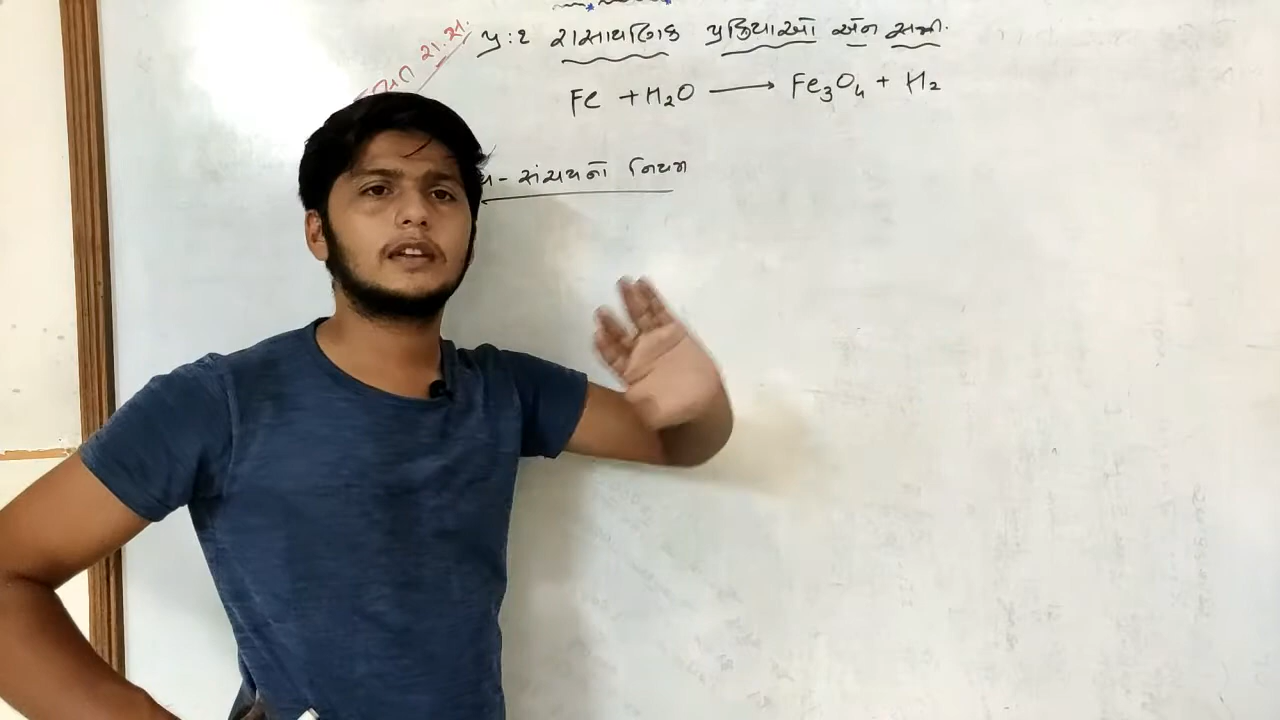 પ્ર:૨ રાસાયણિક પ્રક્રિયાઓ અને સમી.
રા.સ.
Fe + H₂O → Fe₃O₄ + H₂
સંચયનો નિયમ